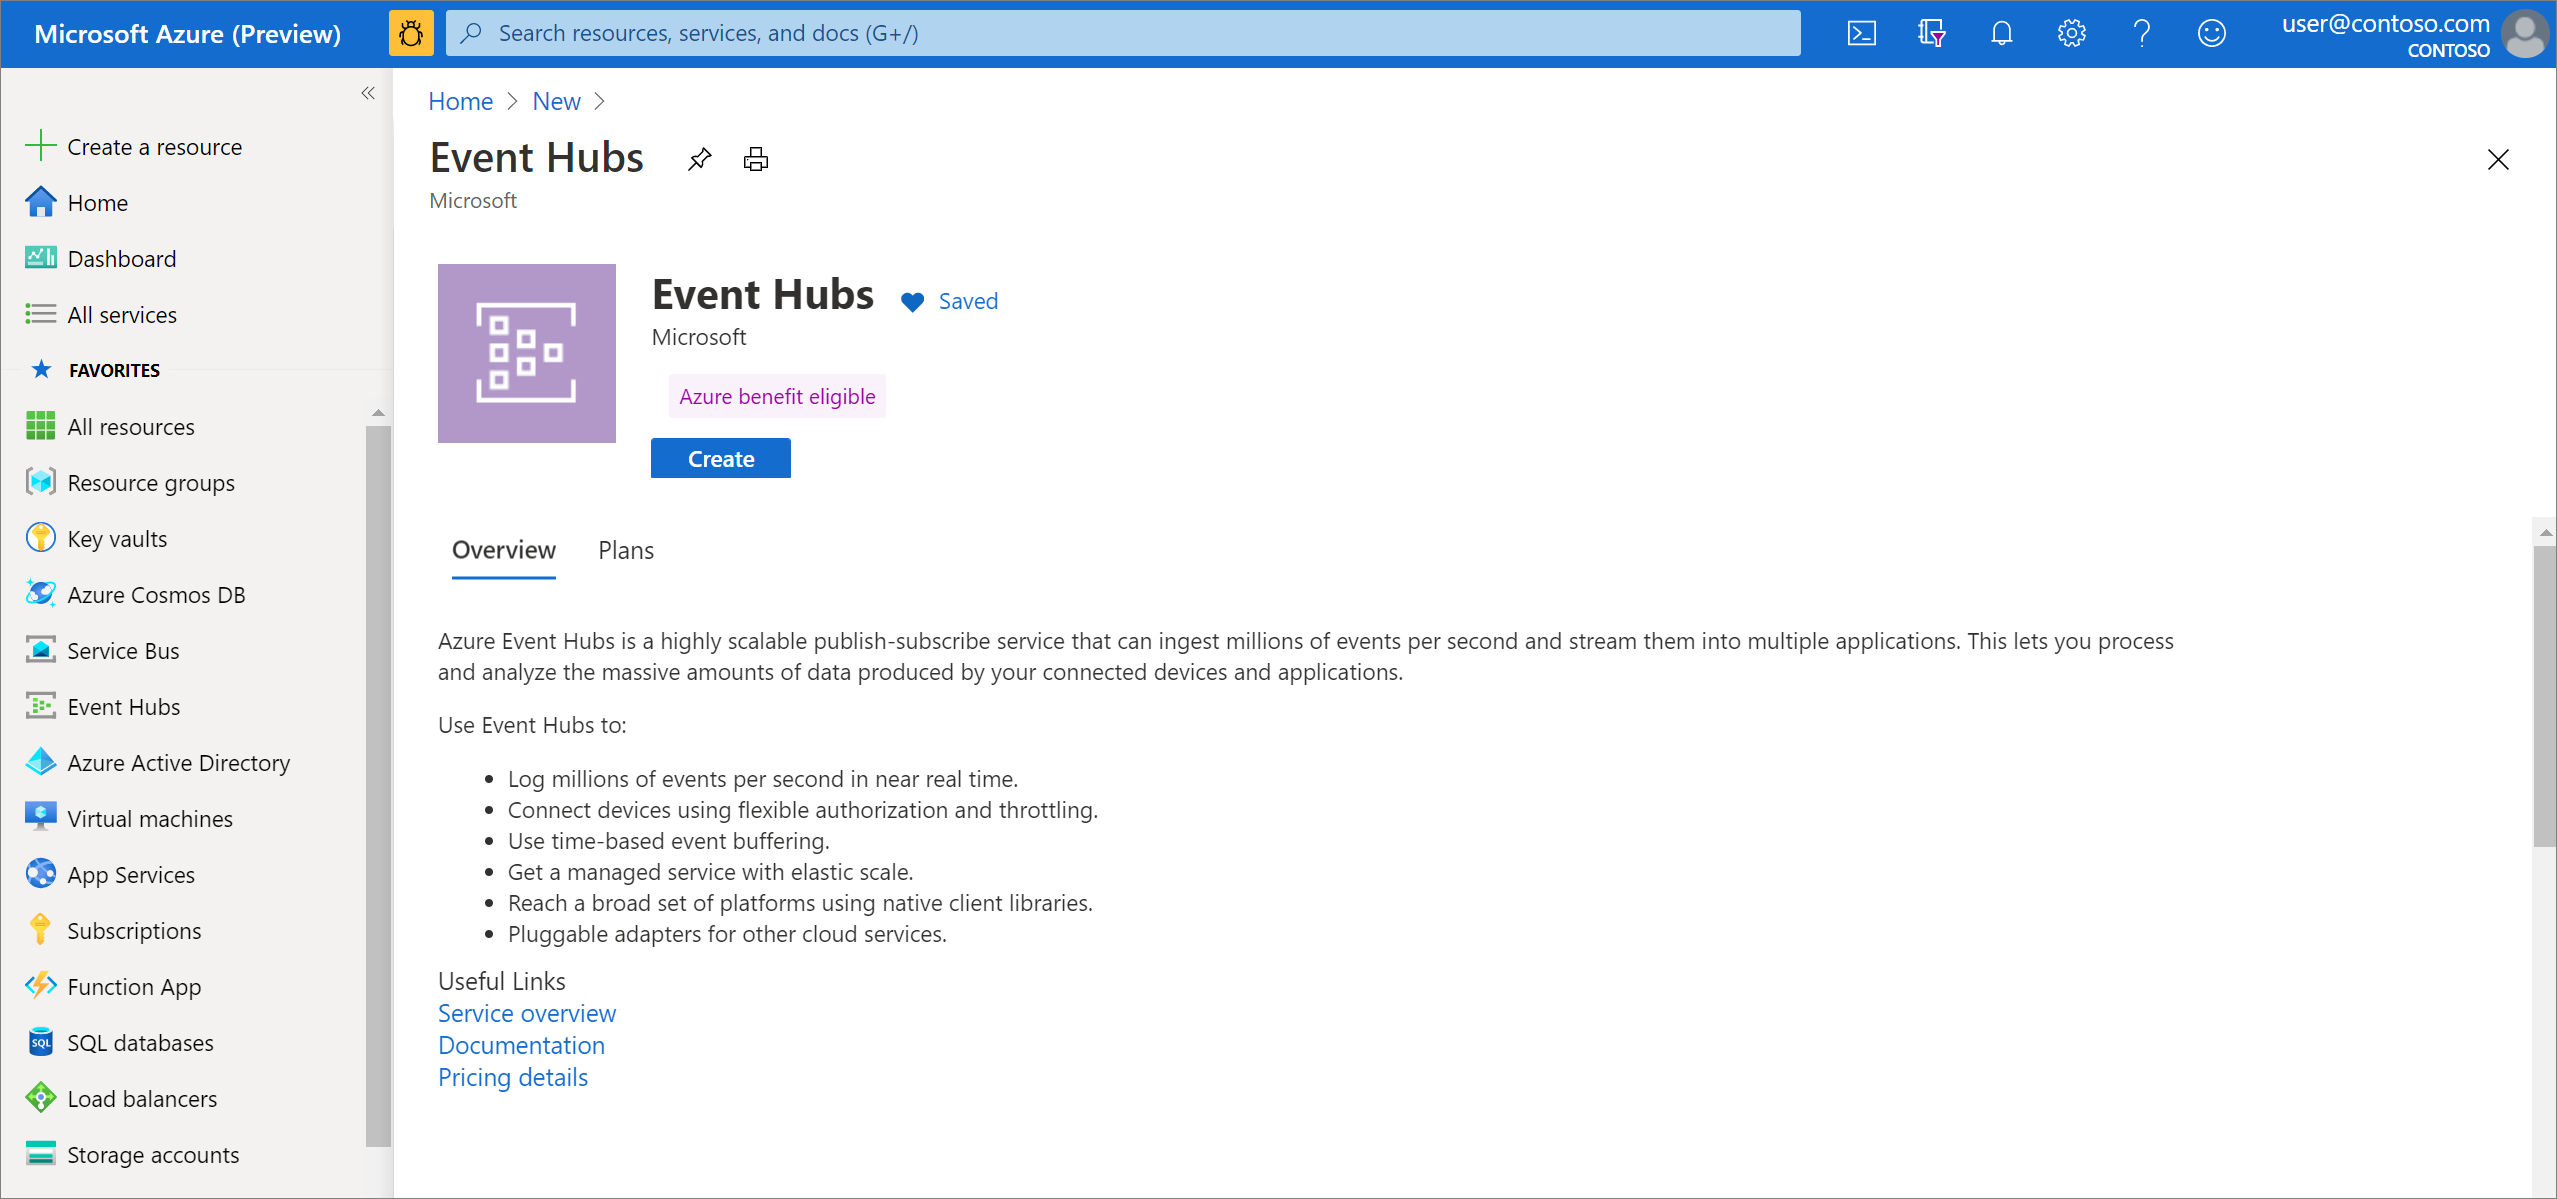 Microsoft Azure (Preview)
Search resources, services, and docs (G+/)
user@contoso.com
CONTOSO
Create a resource
Home
Dashboard
All services
FAVORITES
All resources
Resource groups
Key vaults
Azure Cosmos DB
Service Bus
Event Hubs
Azure Active Directory
Virtual machines
App Services
Subscriptions
Function App
SQL
SQL databases
Load balancers
Storage accounts
Home > New >
Event Hubs
Microsoft
Event Hubs
Saved
Microsoft
Azure benefit eligible
Create
Overview
Plans
Azure Event Hubs is a highly scalable publish-subscribe service that can ingest millions of events per second and stream them into multiple applications. This lets you process
and analyze the massive amounts of data produced by your connected devices and applications.
Use Event Hubs to:
• Log millions of events per second in near real time.
• Connect devices using flexible authorization and throttling.
• Use time-based event buffering.
• Get a managed service with elastic scale.
• Reach a broad set of platforms using native client libraries.
• Pluggable adapters for other cloud services.
Useful Links
Service overview
Documentation
Pricing details